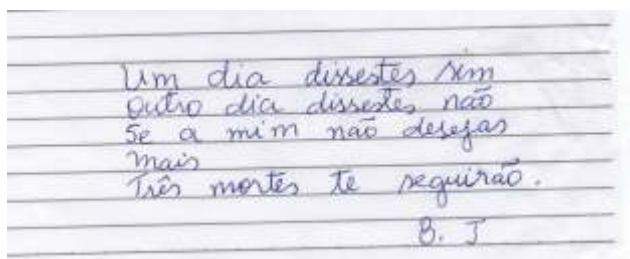 Um dia dissestes sim
outro dia dissestes não
Se a mim não desejas
mais
Três mortes te seguirão.
B. J